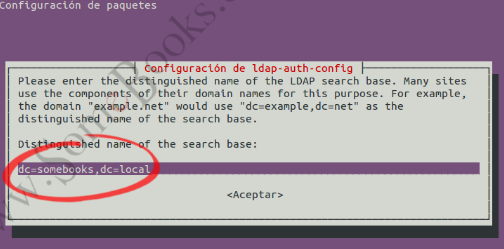 Configuración de paquetes
Configuración de ldap-auth-config
Please enter the distinguished name of the LDAP search base. Many sites
use the components of their domain names for this purpose. For example,
the domain "example.net" would use "dc=example,dc=net" as the
distinguished name of the search base.
Distinguished name of the search base:
dc=somebooks,dc=local
<Aceptar>